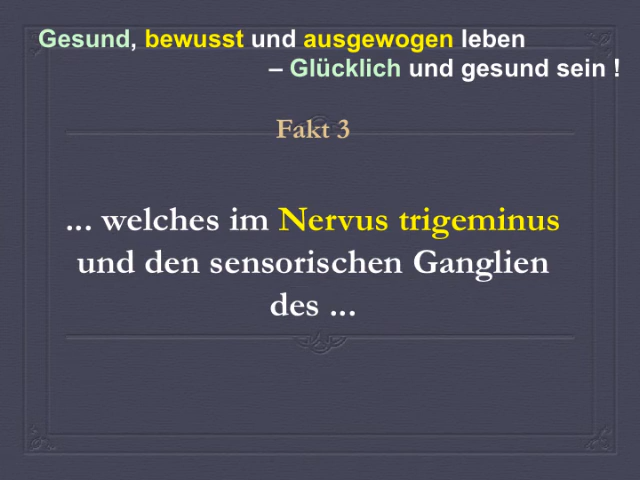 Gesund, bewusst und ausgewogen leben
– Glücklich und gesund sein !
Fakt 3
... welches im Nervus trigeminus
und den sensorischen Ganglien
des ...